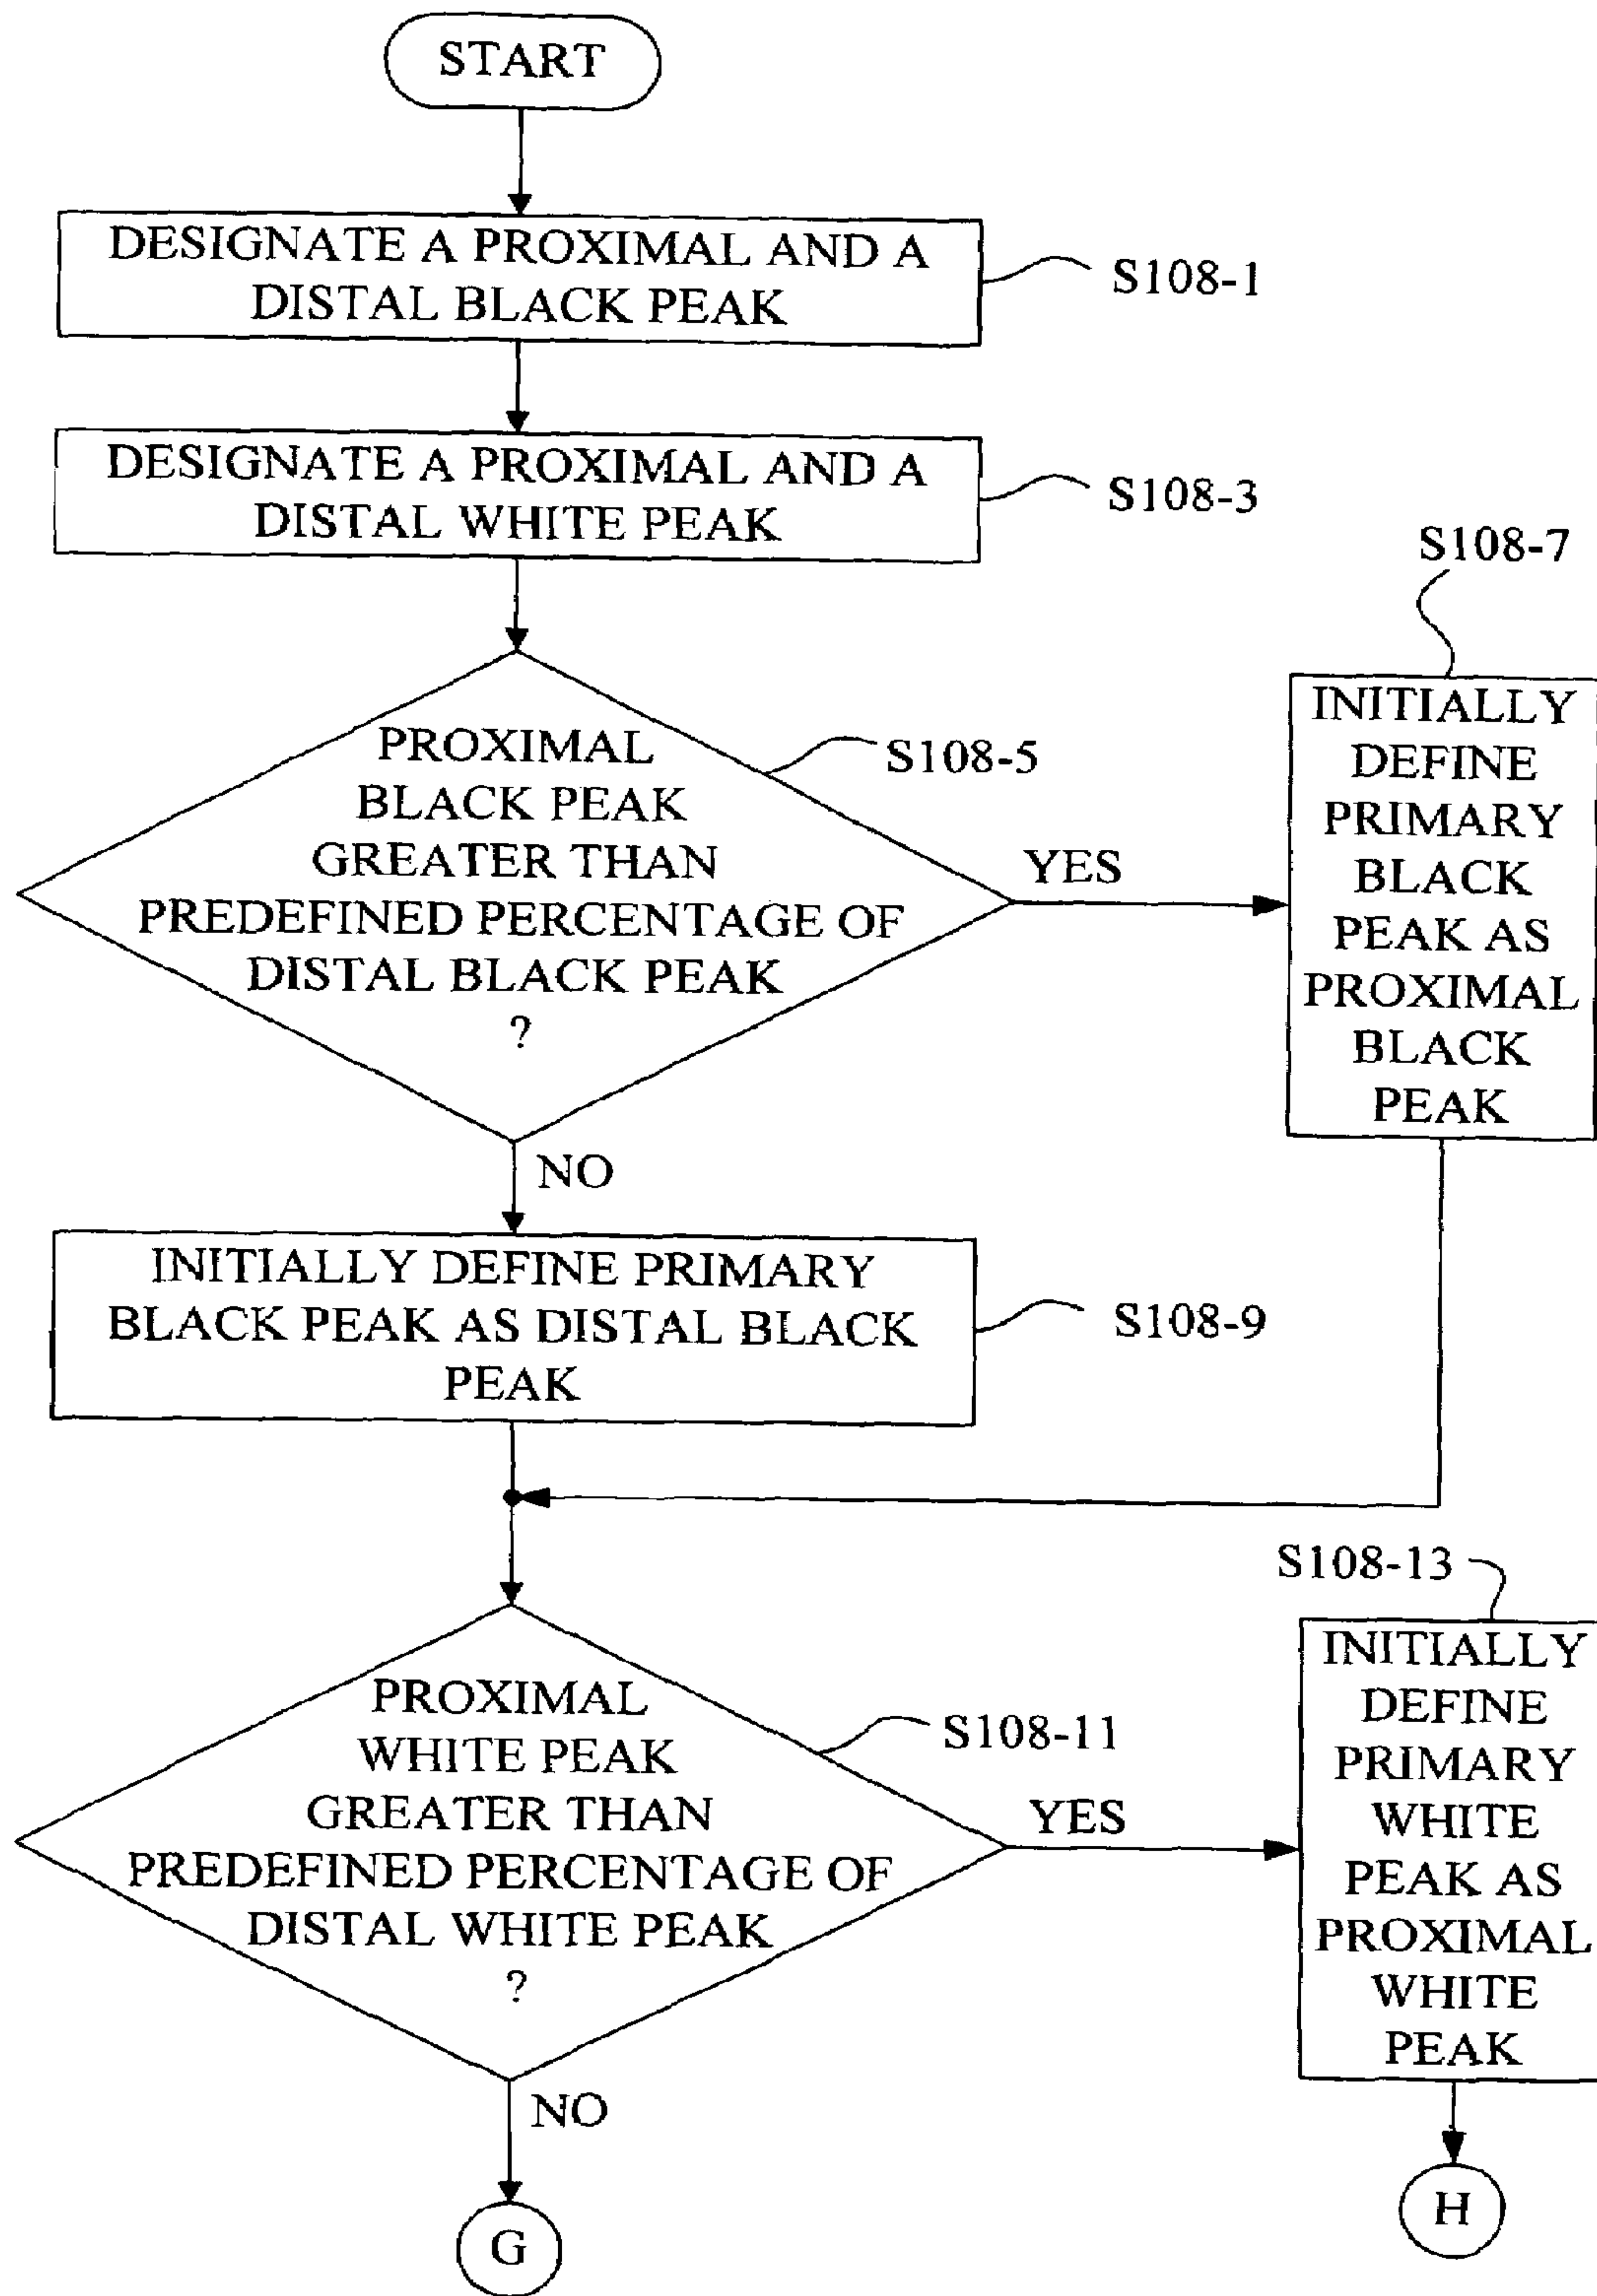 START
DESIGNATE A PROXIMAL AND A
DISTAL BLACK PEAK
S108-1
DESIGNATE A PROXIMAL AND A
DISTAL WHITE PEAK
S108-3
PROXIMAL
BLACK PEAK
GREATER THAN
PREDEFINED PERCENTAGE OF
DISTAL BLACK PEAK
?
S108-5
YES
S108-7
INITIALLY
DEFINE
PRIMARY
BLACK
PEAK AS
PROXIMAL
BLACK
PEAK
NO
INITIALLY DEFINE PRIMARY
BLACK PEAK AS DISTAL BLACK
PEAK
S108-9
PROXIMAL
WHITE PEAK
GREATER THAN
PREDEFINED PERCENTAGE OF
DISTAL WHITE PEAK
?
S108-11
YES
S108-13
INITIALLY
DEFINE
PRIMARY
WHITE
PEAK AS
PROXIMAL
WHITE
PEAK
NO
G
H